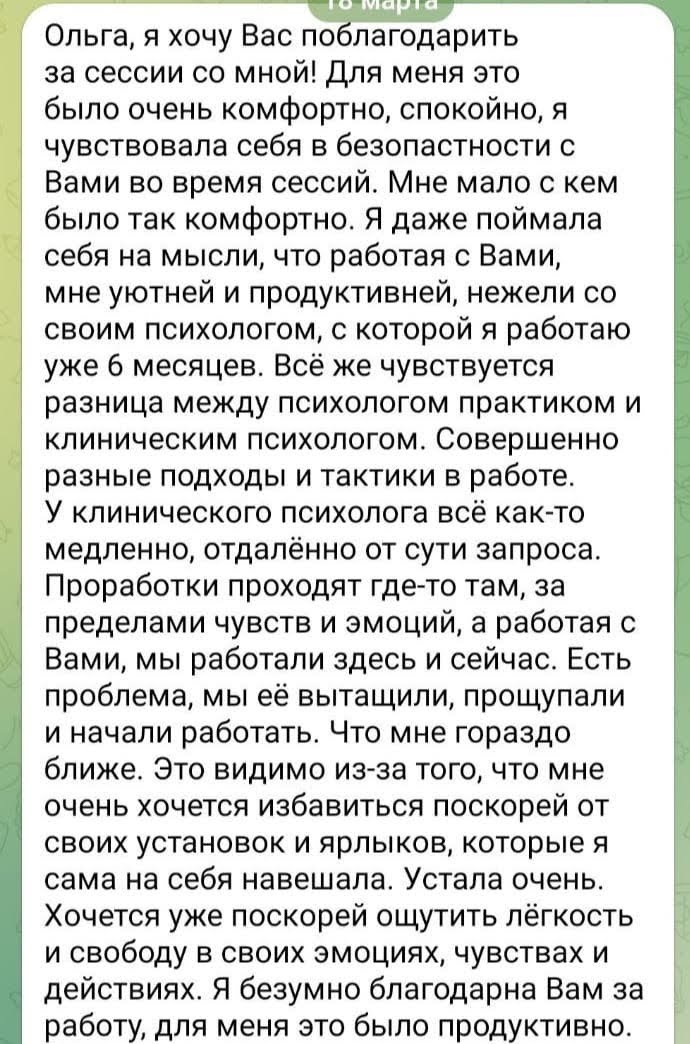 18 марта
Ольга, я хочу Вас поблагодарить
за сессии со мной! Для меня это
было очень комфортно, спокойно, я
чувствовала себя в безопастности с
Вами во время сессий. Мне мало с кем
было так комфортно. Я даже поймала
себя на мысли, что работая с Вами,
мне уютней и продуктивней, нежели со
своим психологом, с которой я работаю
уже 6 месяцев. Всё же чувствуется
разница между психологом практиком и
клиническим психологом. Совершенно
разные подходы и тактики в работе.
У клинического психолога всё как-то
медленно, отдалённо от сути запроса.
Проработки проходят где-то там, за
пределами чувств и эмоций, а работая с
Вами, мы работали здесь и сейчас. Есть
проблема, мы её вытащили, прощупали
и начали работать. Что мне гораздо
ближе. Это видимо из-за того, что мне
очень хочется избавиться поскорей от
своих установок и ярлыков, которые я
сама на себя навешала. Устала очень.
Хочется уже поскорей ощутить лёгкость
и свободу в своих эмоциях, чувствах и
действиях. Я безумно благодарна Вам за
работу, для меня это было продуктивно.